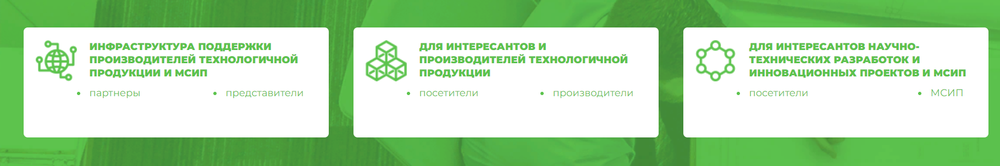 ИНФРАСТРУКТУРА ПОДДЕРЖКИ
ПРОИЗВОДИТЕЛЕЙ ТЕХНОЛОГИЧНОЙ
ПРОДУКЦИИ И МСИП
партнеры
представители
ДЛЯ ИНТЕРЕСАНТОВ И
ПРОИЗВОДИТЕЛЕЙ ТЕХНОЛОГИЧНОЙ
ПРОДУКЦИИ
посетители
производители
ДЛЯ ИНТЕРЕСАНТОВ НАУЧНО-
ТЕХНИЧЕСКИХ РАЗРАБОТОК И
ИННОВАЦИОННЫХ ПРОЕКТОВ И МСИП
посетители
МСИП